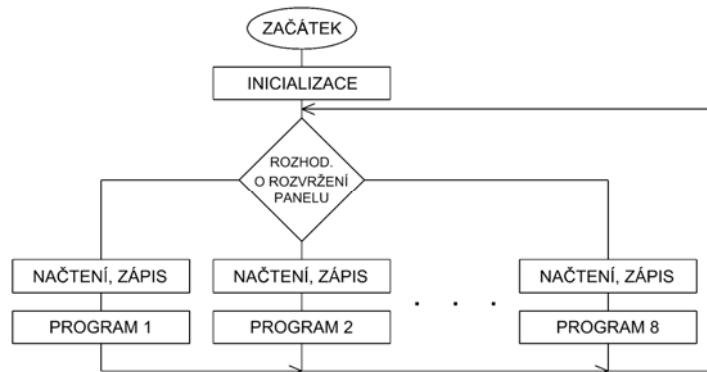 ZAČÁTEK
INICIALIZACE
ROZHOD.
O ROZVRŽENÍ
PANELU
NAČTENÍ, ZÁPIS
NAČTENÍ, ZÁPIS
NAČTENÍ, ZÁPIS
. . .
PROGRAM 1
PROGRAM 2
PROGRAM 8